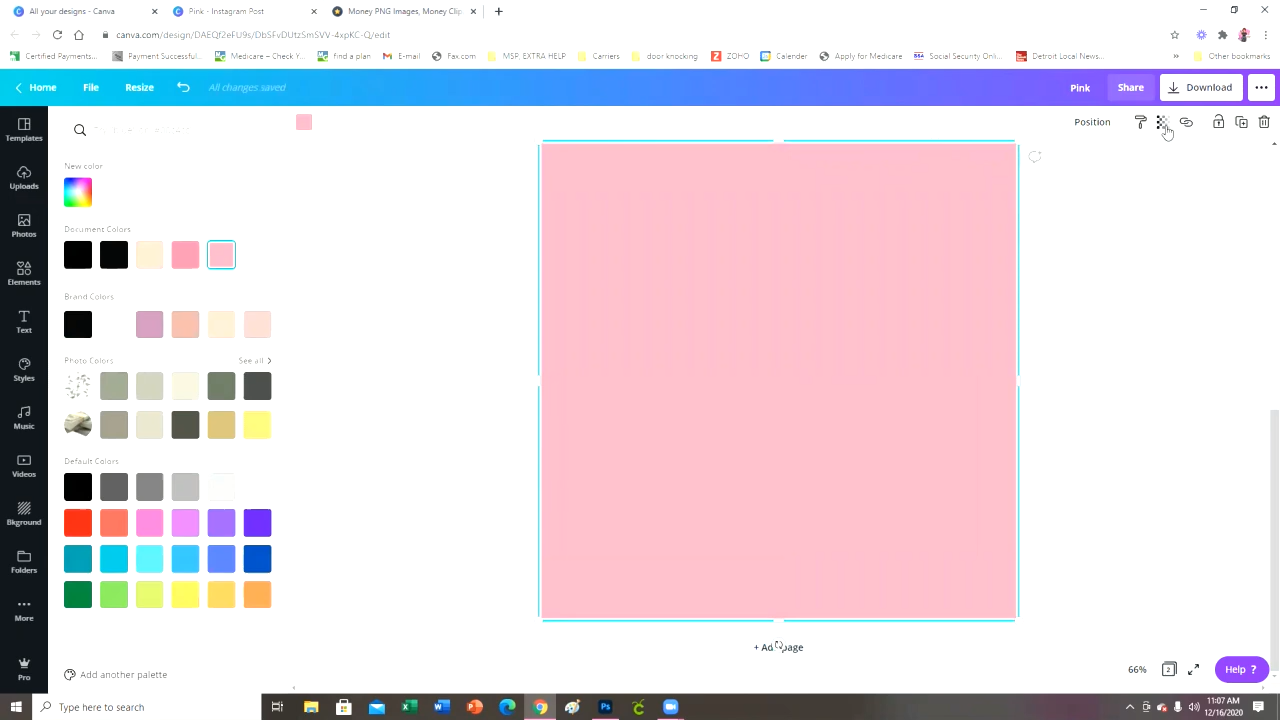 All your designs - Canva
Pink - Instagram Post
Money PNG Images, Money Clip
canva.com/design/DAEQf2eFU9s/DbSFvDUtzSmSVV-4xpKC-Q/edit
Certified Payments...
Payment Successful...
Medicare – Check Y...
Find a plan
E-mail
Fax.com
MSP, EXTRA HELP
Carriers
door knocking
ZOHO
Calender
Apply for Medicare
Social Security Onli...
Detroit Local News...
»
Other bookmarks
Home
File
Resize
All changes saved
Pink
Share
Download
Position
Templates
Uploads
Photos
Elements
Text
Styles
Music
Videos
Bkground
Folders
More
Pro
New color
Document Colors
Brand Colors
Photo Colors
See all
Default Colors
Add another palette
+ Add page
66%
2
Help ?
Type here to search
11:07 AM
12/16/2020